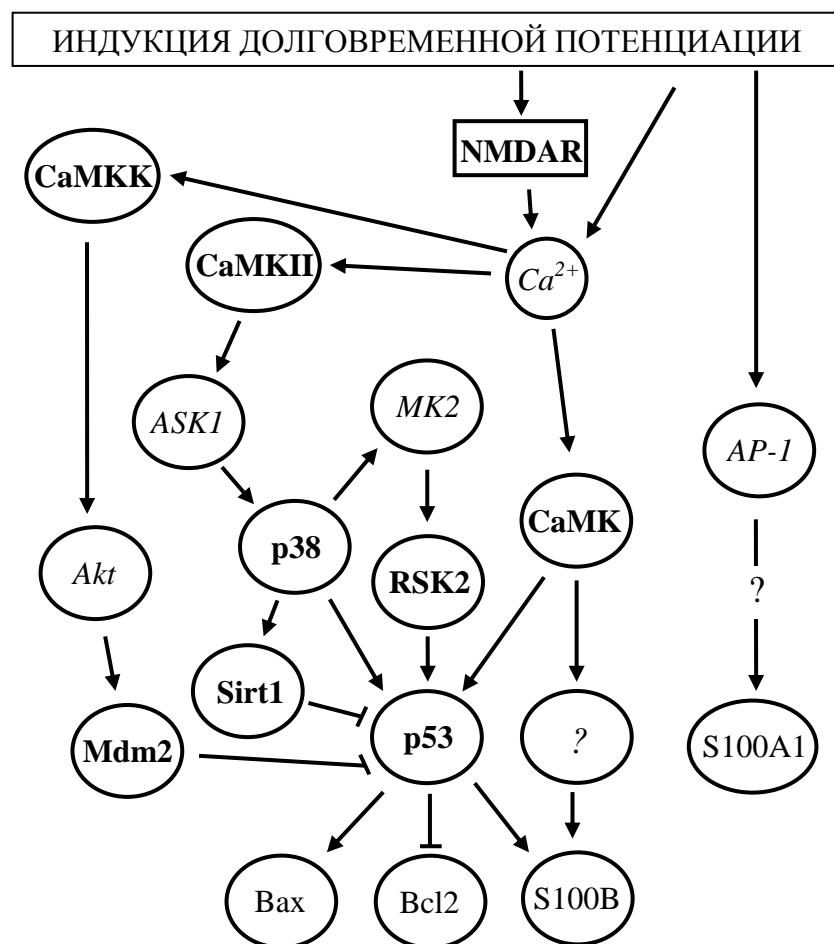 ИНДУКЦИЯ ДОЛГОВРЕМЕННОЙ ПОТЕНЦИАЦИИ
NMDAR
CaMKK
CaMKII
Ca²⁺
ASK1
MK2
AP-1
CaMK
p38
Akt
RSK2
?
Sirt1
p53
?
Mdm2
S100A1
Bax
Bcl2
S100B